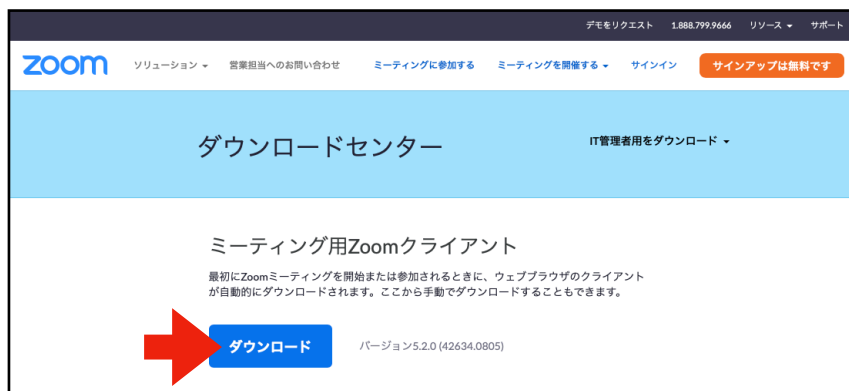 デモをリクエスト 1.888.799.9666 リソース サポート
zoom ソリューション 営業担当へのお問い合わせ ミーティングに参加する ミーティングを開催する サインイン サインアップは無料です
ダウンロードセンター IT管理者用をダウンロード
ミーティング用Zoomクライアント
最初にZoomミーティングを開始または参加されるときに、ウェブブラウザのクライアント
が自動的にダウンロードされます。ここから手動でダウンロードすることもできます。
ダウンロード バージョン5.2.0 (42634.0805)